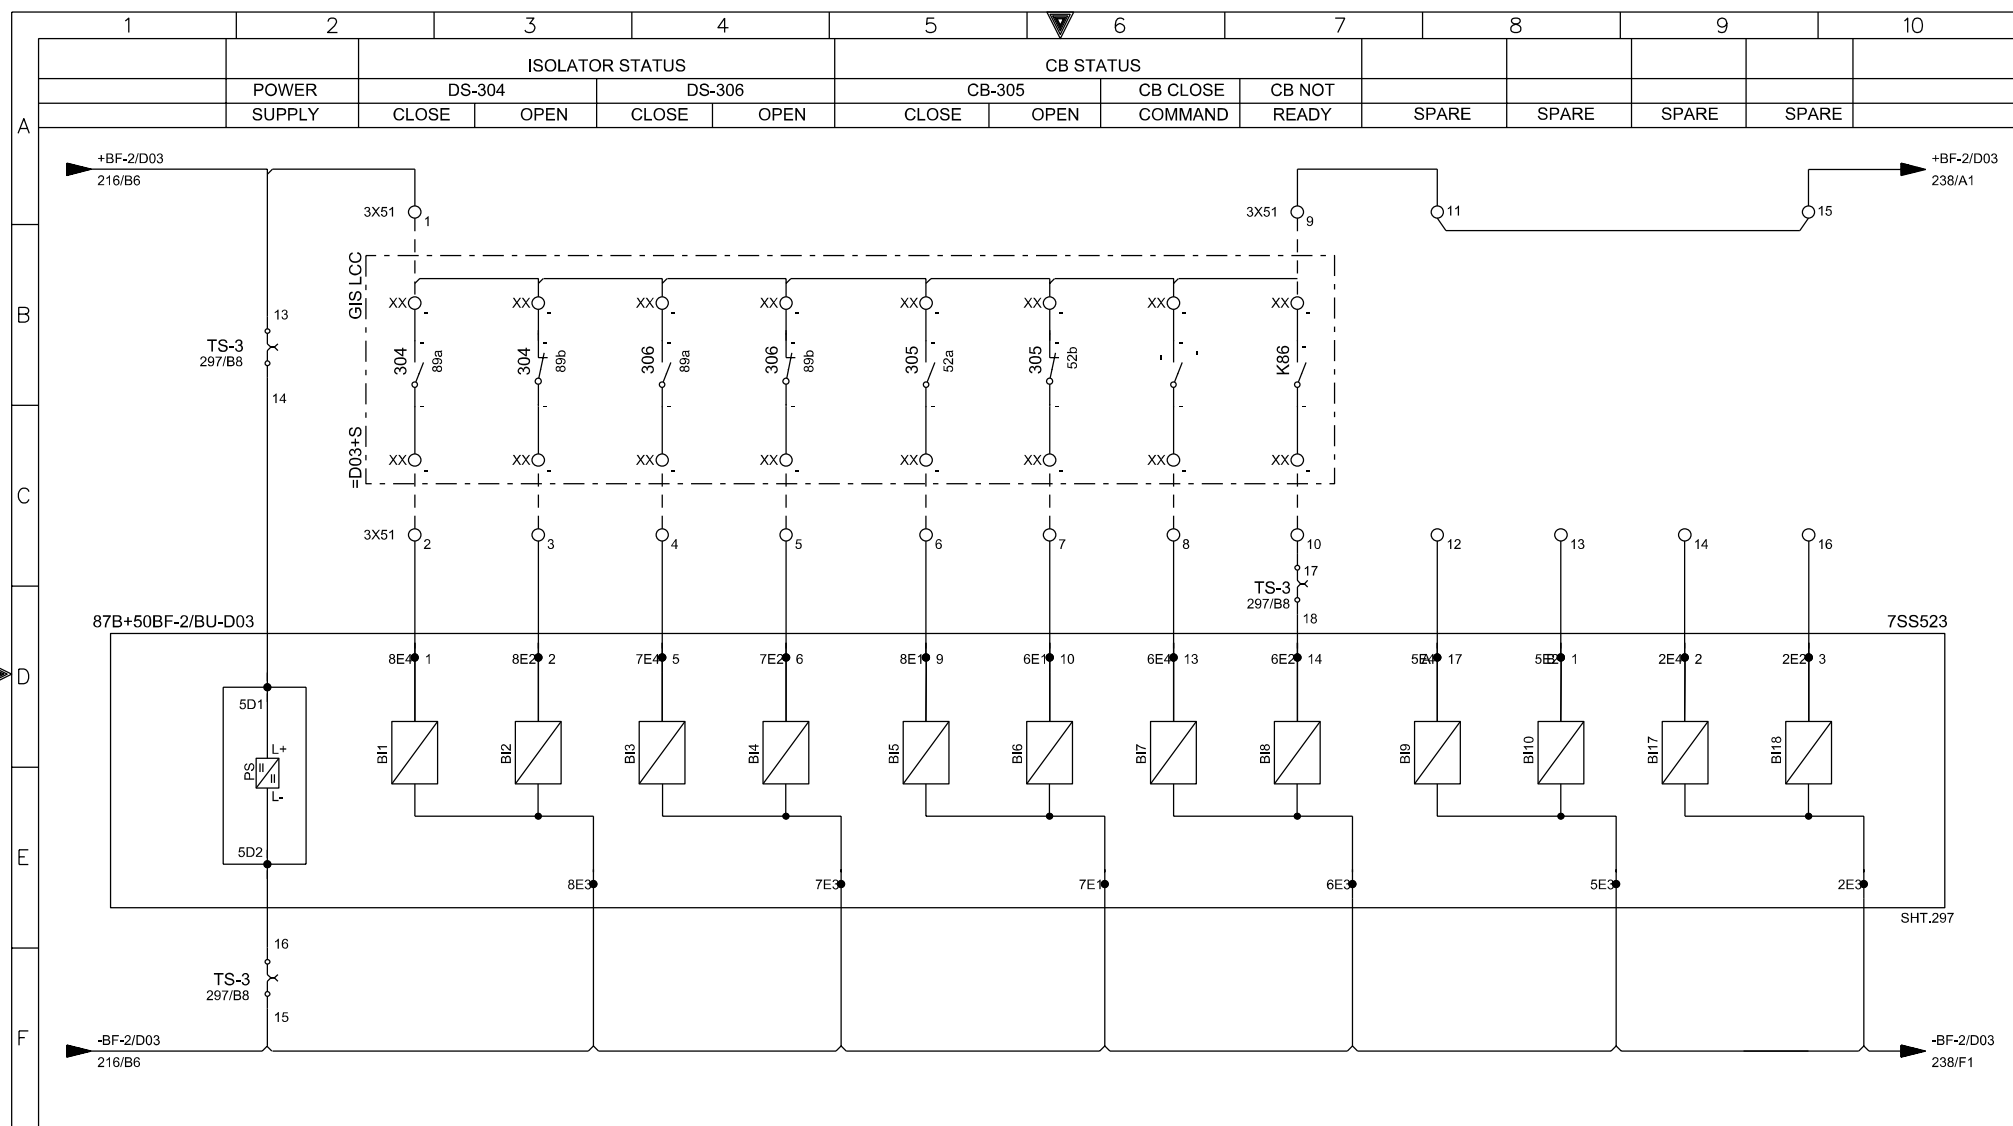 1 2 3 4 5 6 7 8 9 10
ISOLATOR STATUS CB STATUS
POWER DS-304 DS-306 CB-305 CB CLOSE CB NOT
SUPPLY CLOSE OPEN CLOSE OPEN CLOSE OPEN COMMAND READY SPARE SPARE SPARE SPARE
A
+BF-2/D03 +BF-2/D03
216/B6 238/A1
3X51 1 3X51 9 11 15
GIS LCC
B
XX XX XX XX XX XX XX XX
13
TS-3
297/B8
14
304 89a 304 89b 306 89a 306 89b 305 52a 305 52b K86
=D03+S
XX XX XX XX XX XX XX XX
C
3X51 2 3 4 5 6 7 8 10 12 13 14 16
17
TS-3
297/B8
18
87B+50BF-2/BU-D03 7SS523
D
8E4 1 8E2 2 7E4 5 7E2 6 8E1 9 6E1 10 6E4 13 6E2 14 17 1 2E4 2 2E2 3
5D1
L+
PS
L-
BI1 BI2 BI3 BI4 BI5 BI6 BI7 BI8 BI9 BI10 BI17 BI18
E
5D2
8E3 7E3 7E1 6E3 5E3 2E3
SHT.297
16
TS-3
297/B8
15
F
-BF-2/D03 -BF-2/D03
216/B6 238/F1